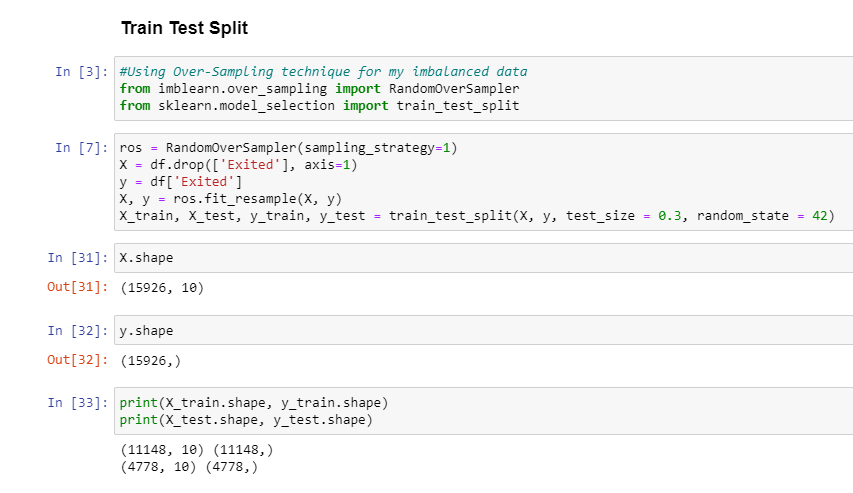 Train Test Split
In [3]: #Using Over-Sampling technique for my imbalanced data
from imblearn.over_sampling import RandomOverSampler
from sklearn.model_selection import train_test_split
In [7]: ros = RandomOverSampler(sampling_strategy=1)
X = df.drop(['Exited'], axis=1)
y = df['Exited']
X, y = ros.fit_resample(X, y)
X_train, X_test, y_train, y_test = train_test_split(X, y, test_size = 0.3, random_state = 42)
In [31]: X.shape
Out[31]: (15926, 10)
In [32]: y.shape
Out[32]: (15926,)
In [33]: print(X_train.shape, y_train.shape)
print(X_test.shape, y_test.shape)
(11148, 10) (11148,)
(4778, 10) (4778,)